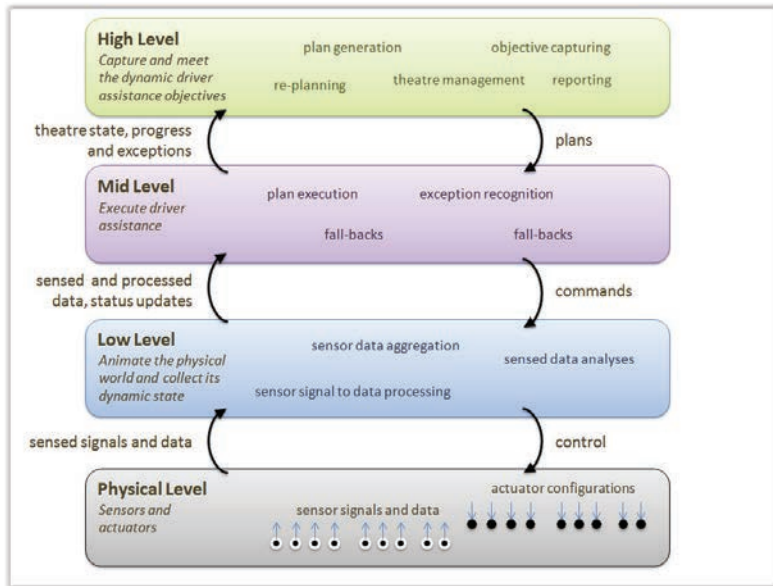 High Level
Capture and meet
the dynamic driver
assistance objectives
plan generation
objective capturing
re-planning
theatre management
reporting
theatre state, progress
and exceptions
plans
Mid Level
Execute driver
assistance
plan execution
exception recognition
fall-backs
fall-backs
sensed and processed
data, status updates
commands
Low Level
Animate the physical
world and collect its
dynamic state
sensor data aggregation
sensed data analyses
sensor signal to data processing
sensed signals and data
control
Physical Level
Sensors and
actuators
sensor signals and data
actuator configurations